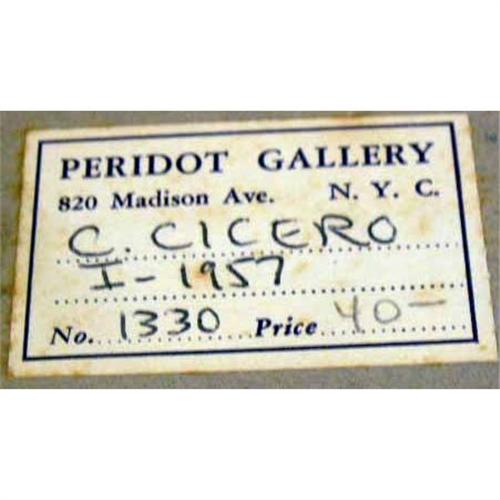 PERIDOT GALLERY
820 Madison Ave. N. Y. C.
C. CICERO
I - 1957
No. 1330 Price 40-